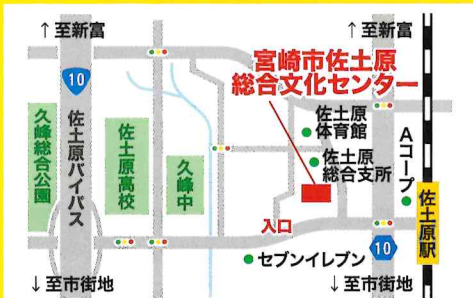 ↑至新富
↑至新富
10
宮崎市佐土原
総合文化センター
久峰総合公園
佐土原バイパス
佐土原高校
久峰中
佐土原
体育館
佐土原
総合支所
Aコープ
佐土原駅
入口
10
セブンイレブン
↓至市街地
↓至市街地